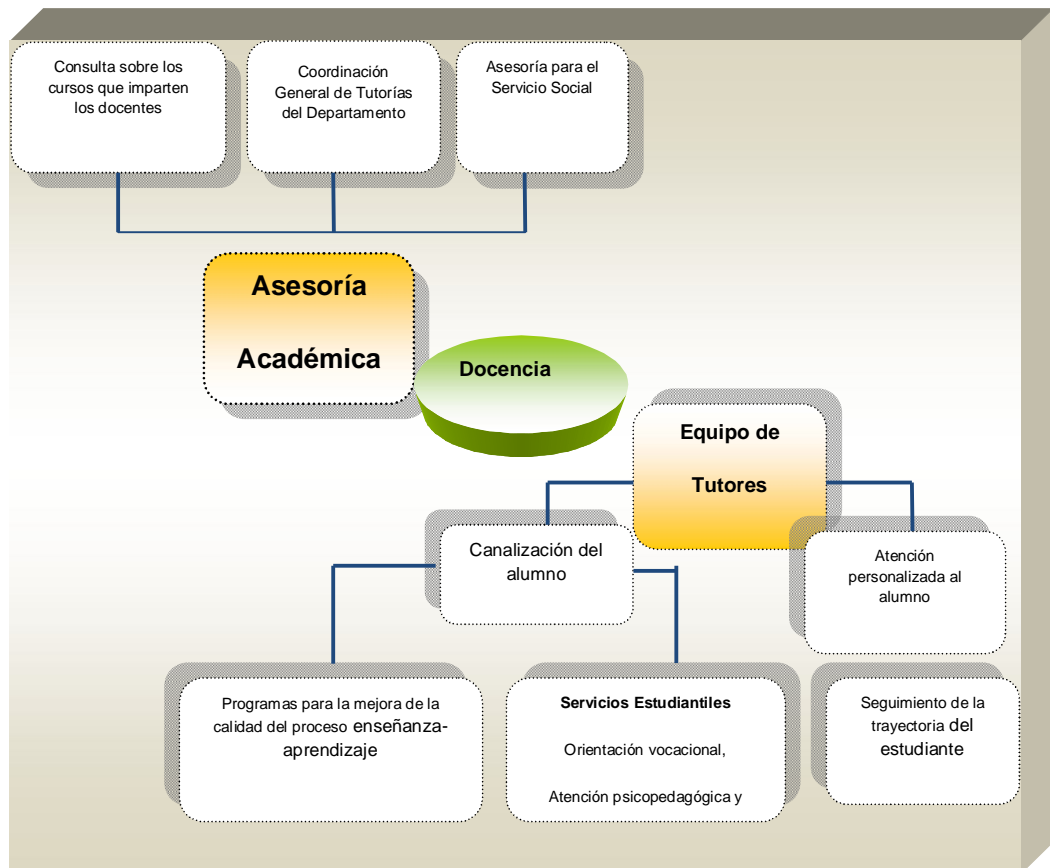 Consulta sobre los
cursos que imparten
los docentes
Coordinación
General de Tutorías
del Departamento
Asesoría para el
Servicio Social
Asesoría
Académica
Docencia
Equipo de
Tutores
Canalización del
alumno
Atención
personalizada al
alumno
Programas para la mejora de la
calidad del proceso enseñanza-
aprendizaje
Servicios Estudiantiles
Orientación vocacional,
Atención psicopedagógica y
Seguimiento de la
trayectoria del
estudiante